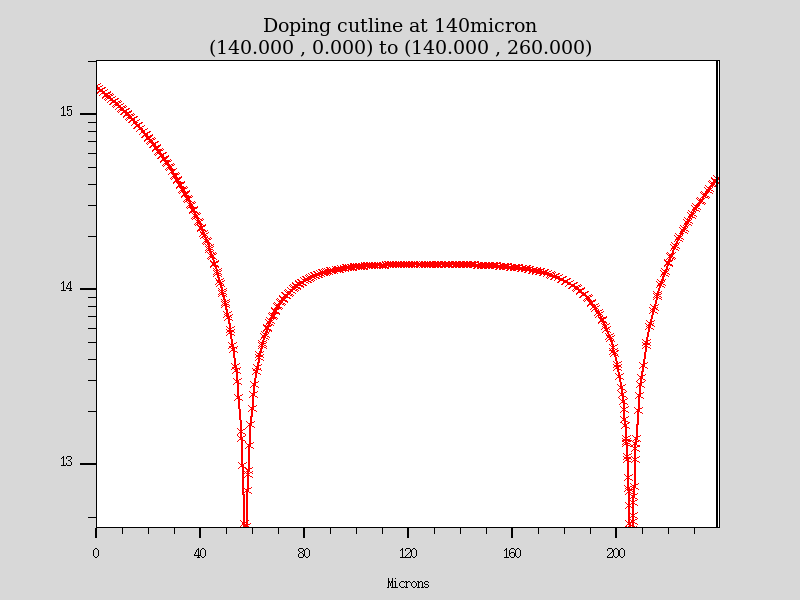 Doping cutline at 140micron
(140.000 , 0.000) to (140.000 , 260.000)
15
14
13
0 40 80 120 160 200
Microns